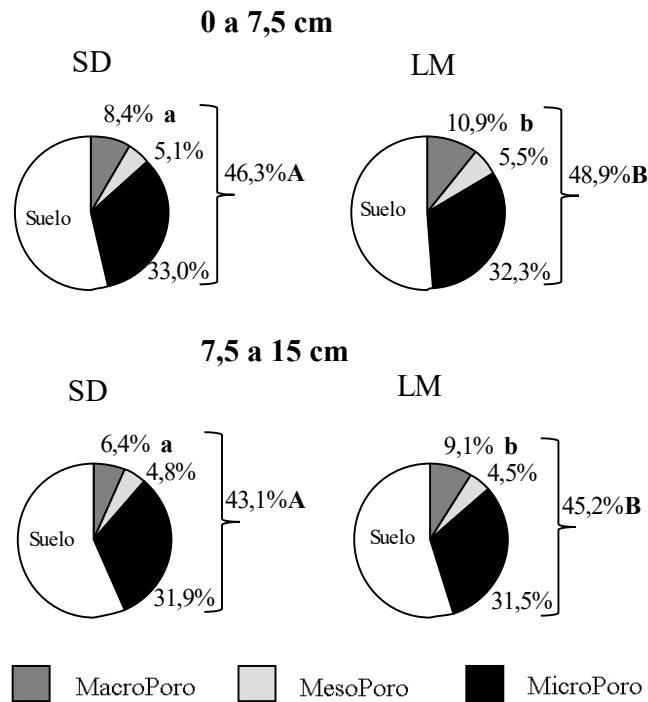 0 a 7,5 cm
SD
LM
8,4% a
5,1%
46,3%A
Suelo
33,0%
10,9% b
5,5%
48,9%B
Suelo
32,3%
7,5 a 15 cm
SD
LM
6,4% a
4,8%
43,1%A
Suelo
31,9%
9,1% b
4,5%
45,2%B
Suelo
31,5%
MacroPoro
MesoPoro
MicroPoro